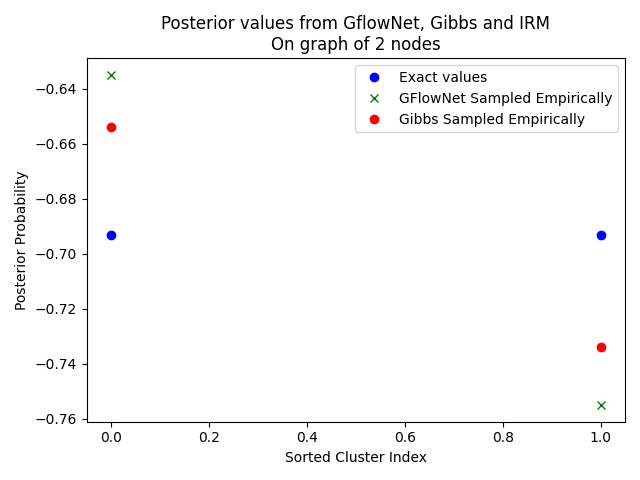 Posterior values from GflowNet, Gibbs and IRM
On graph of 2 nodes
Exact values
GFlowNet Sampled Empirically
Gibbs Sampled Empirically
Posterior Probability
−0.64
−0.66
−0.68
−0.70
−0.72
−0.74
−0.76
0.0 0.2 0.4 0.6 0.8 1.0
Sorted Cluster Index